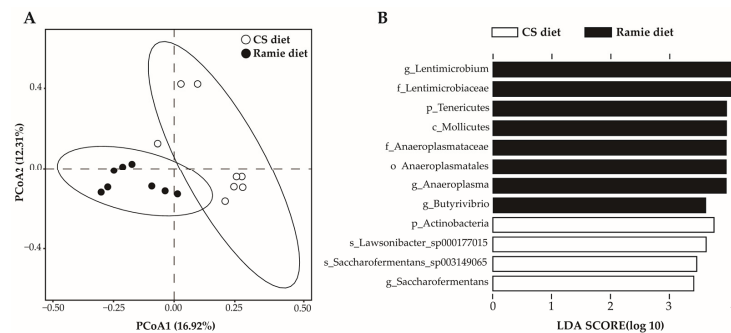 A
CS diet
Ramie diet
0.4
0.0
−0.4
PCoA2 (12.31%)
−0.50
−0.25
0.00
0.25
0.50
PCoA1 (16.92%)
B
CS diet
Ramie diet
g_Lentimicrobium
f_Lentimicrobiaceae
p_Tenericutes
c_Mollicutes
f_Anaeroplasmataceae
o Anaeroplasmatales
g_Anaeroplasma
g_Butyrivibrio
p_Actinobacteria
s_Lawsonibacter_sp000177015
s_Saccharofermentans_sp003149065
g_Saccharofermentans
0
1
2
3
LDA SCORE(log 10)